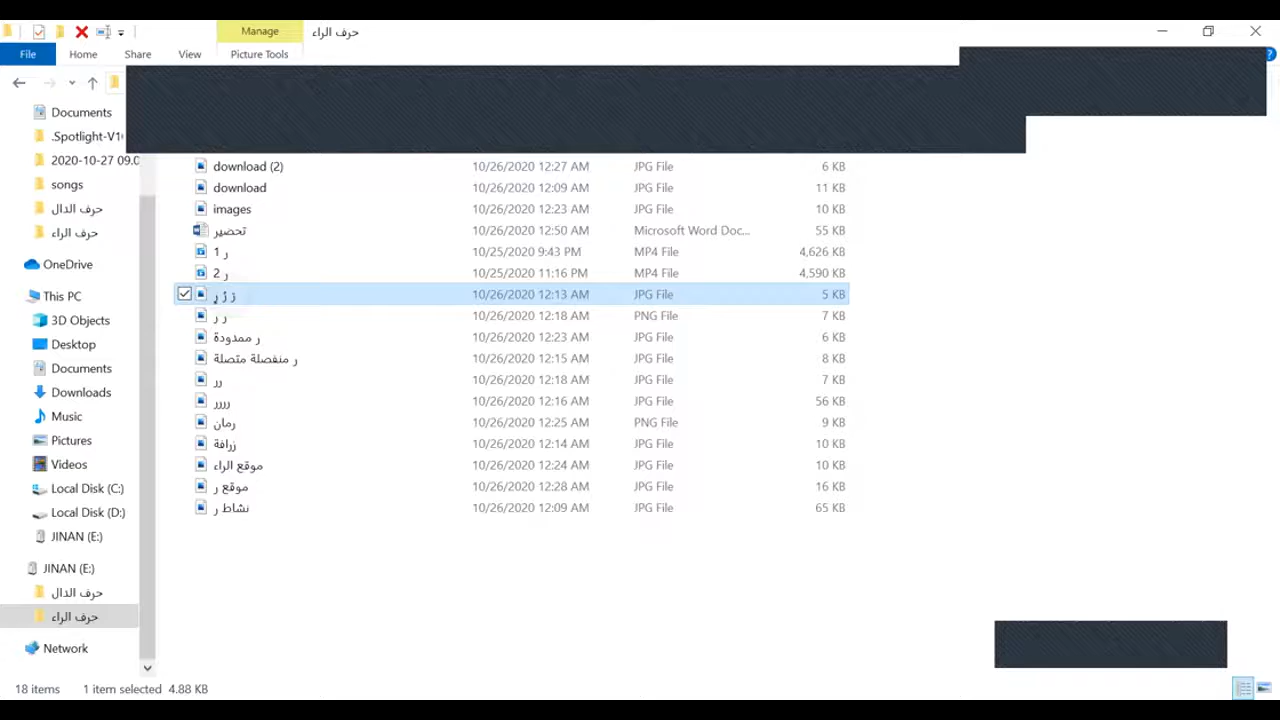 Manage
حرف الراء
File
Home
Share
View
Picture Tools
Documents
.Spotlight-V1
2020-10-27 09.0
songs
حرف الدال
حرف الراء
OneDrive
This PC
3D Objects
Desktop
Documents
Downloads
Music
Pictures
Videos
Local Disk (C:)
Local Disk (D:)
JINAN (E:)
JINAN (E:)
حرف الدال
حرف الراء
Network
download (2) 10/26/2020 12:27 AM JPG File 6 KB
download 10/26/2020 12:09 AM JPG File 11 KB
images 10/26/2020 12:23 AM JPG File 10 KB
تحضير 10/26/2020 12:50 AM Microsoft Word Doc... 55 KB
ر 1 10/25/2020 9:43 PM MP4 File 4,626 KB
ر 2 10/25/2020 11:16 PM MP4 File 4,590 KB
10/26/2020 12:13 AM JPG File 5 KB
ر ر 10/26/2020 12:18 AM PNG File 7 KB
ر ممدودة 10/26/2020 12:23 AM JPG File 6 KB
ر منفصلة متصلة 10/26/2020 12:15 AM JPG File 8 KB
رر 10/26/2020 12:18 AM JPG File 7 KB
رررر 10/26/2020 12:16 AM JPG File 56 KB
رمان 10/26/2020 12:25 AM PNG File 9 KB
زرافة 10/26/2020 12:14 AM JPG File 10 KB
موقع الراء 10/26/2020 12:24 AM JPG File 10 KB
موقع ر 10/26/2020 12:28 AM JPG File 16 KB
نشاط ر 10/26/2020 12:09 AM JPG File 65 KB
18 items 1 item selected 4.88 KB